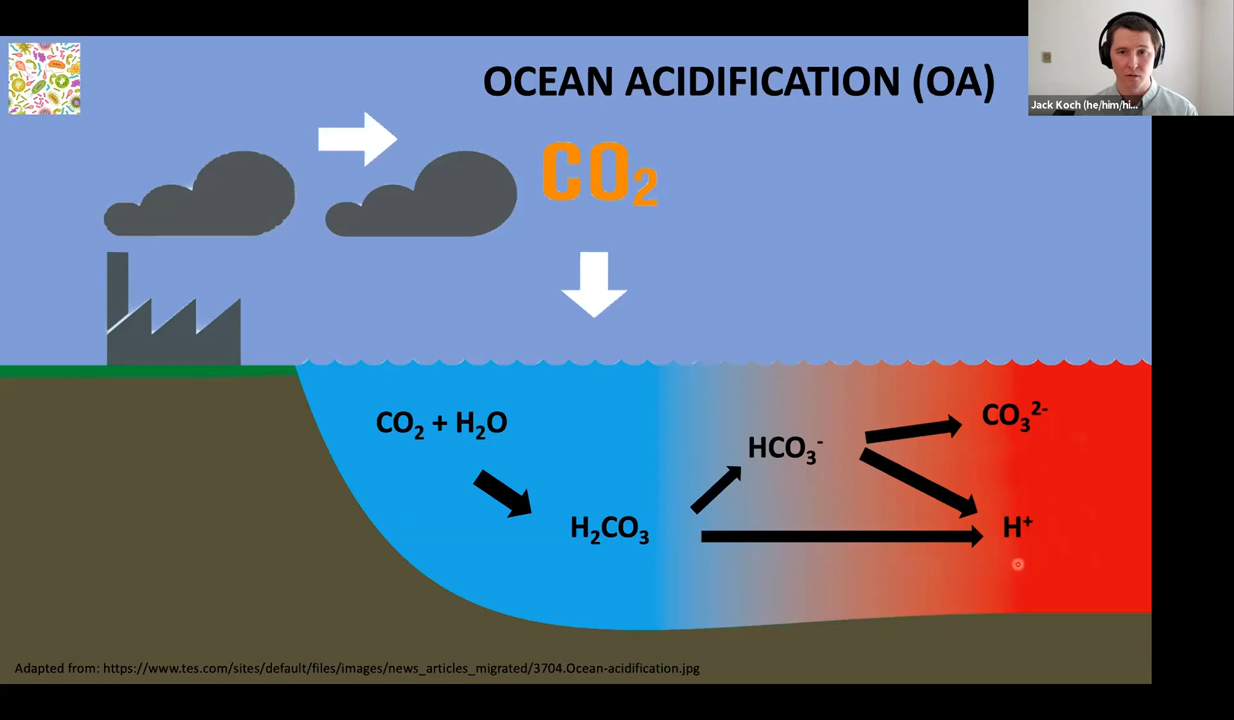 OCEAN ACIDIFICATION (OA)
Jack Koch (he/him/hi...
CO₂
CO₂ + H₂O
H₂CO₃
HCO₃⁻
CO₃²⁻
H⁺
Adapted from: https://www.tes.com/sites/default/files/images/news_articles_migrated/3704.Ocean-acidification.jpg